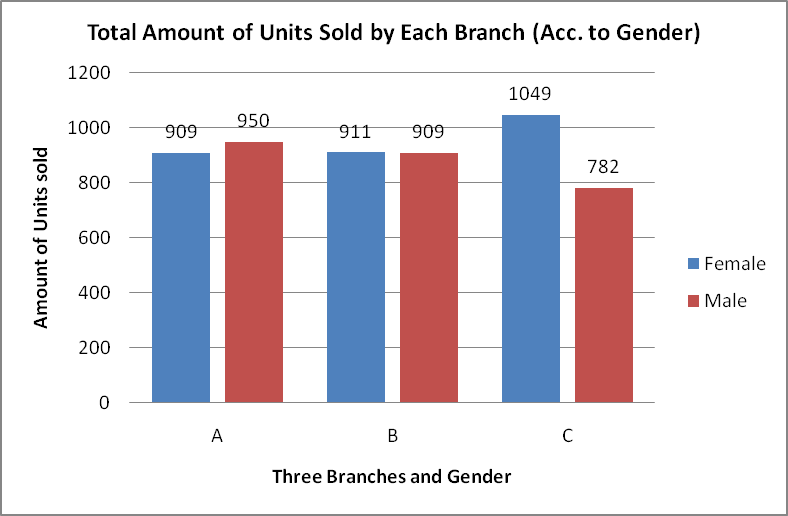 Total Amount of Units Sold by Each Branch (Acc. to Gender)
Amount of Units sold
1200
1000
800
600
400
200
0
909
950
911
909
1049
782
A
B
C
Three Branches and Gender
Female
Male